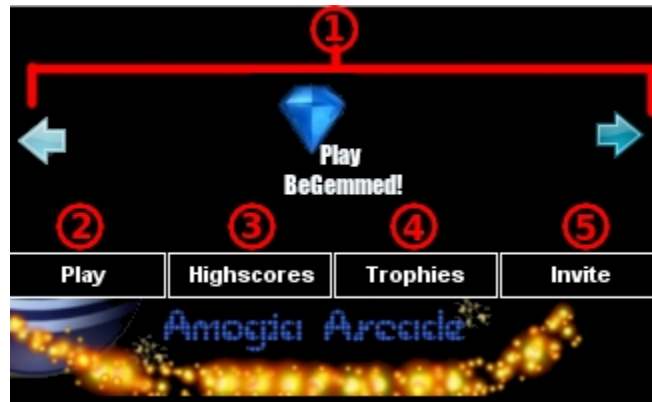 1
Play
BeGemmed!
2 3 4 5
Play Highscores Trophies Invite
Amogia Arcade